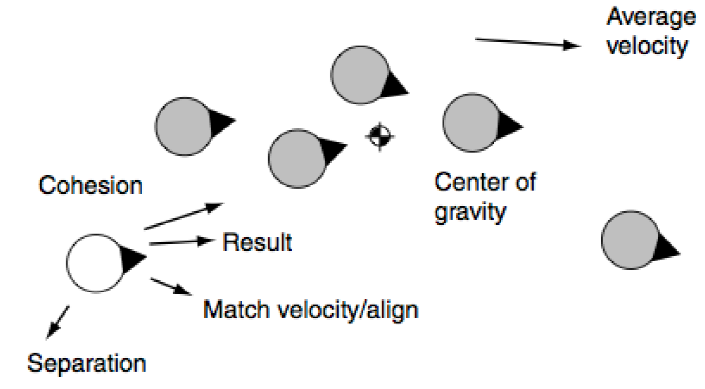 Average
velocity
Cohesion
Center of
gravity
Result
Match velocity/align
Separation